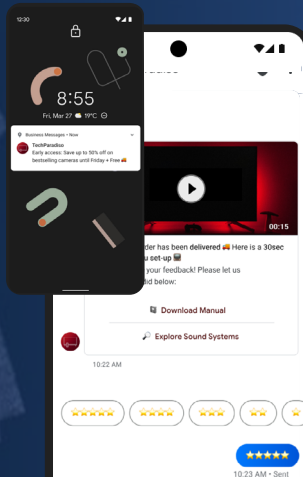 12:30
8:55
Fri, Mar 27 19°C
Business Messages • Now
TechParadiso
Early access: Save up to 50% off on
bestselling cameras until Friday + Free
00:15
der has been delivered Here is a 30sec
u set-up
your feedback! Please let us
did below:
Download Manual
Explore Sound Systems
10:22 AM
10:23 AM • Sent